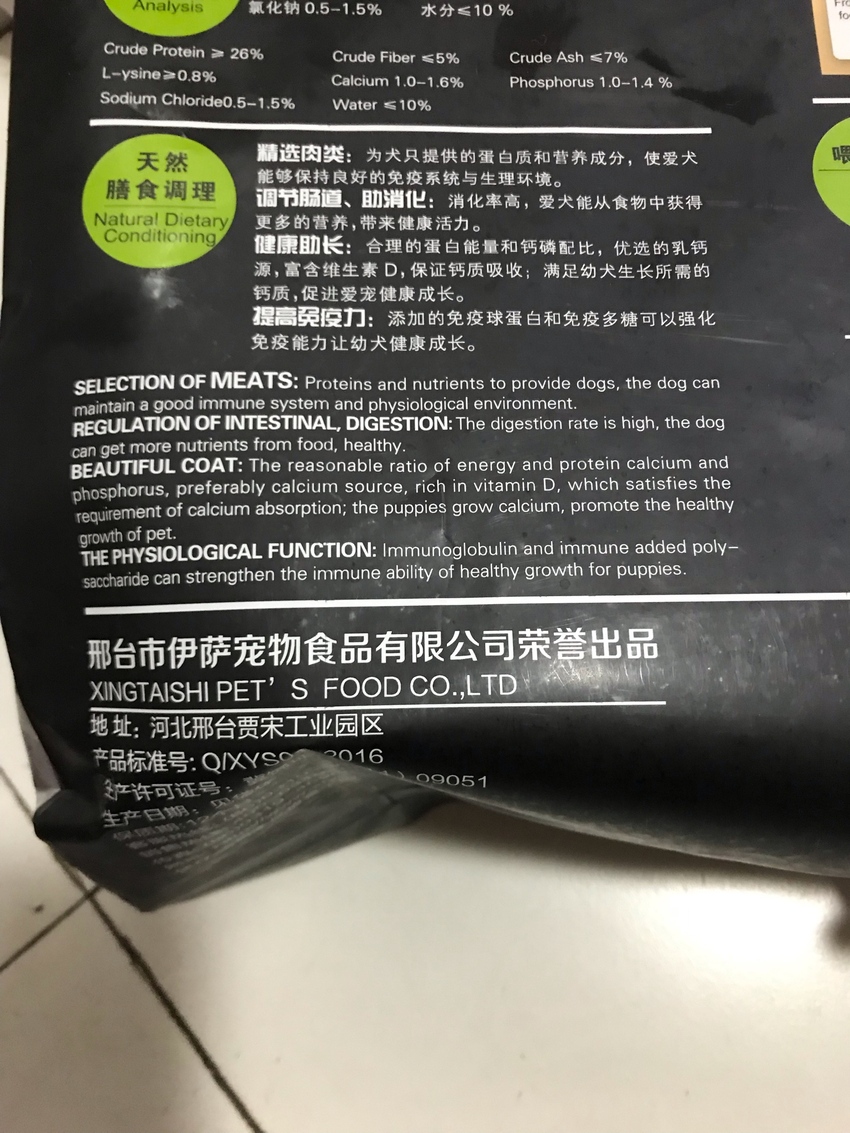 Analysis
氯化钠 0.5-1.5% 水分≤10 %
Crude Protein ≥ 26% Crude Fiber ≤5% Crude Ash ≤7%
L-ysine≥0.8% Calcium 1.0-1.6% Phosphorus 1.0-1.4 %
Sodium Chloride0.5-1.5% Water ≤10%
天然
膳食调理
Natural Dietary
Conditioning
精选肉类：为犬只提供的蛋白质和营养成分，使爱犬
能够保持良好的免疫系统与生理环境。
调节肠道、助消化：消化率高，爱犬能从食物中获得
更多的营养,带来健康活力。
健康助长：合理的蛋白能量和钙磷配比，优选的乳钙
源,富含维生素 D,保证钙质吸收；满足幼犬生长所需的
钙质,促进爱宠健康成长。
提高免疫力：添加的免疫球蛋白和免疫多糖可以强化
免疫能力让幼犬健康成长。
SELECTION OF MEATS: Proteins and nutrients to provide dogs, the dog can
maintain a good immune system and physiological environment.
REGULATION OF INTESTINAL, DIGESTION: The digestion rate is high, the dog
can get more nutrients from food, healthy.
BEAUTIFUL COAT: The reasonable ratio of energy and protein calcium and
phosphorus, preferably calcium source, rich in vitamin D, which satisfies the
requirement of calcium absorption; the puppies grow calcium, promote the healthy
growth of pet.
THE PHYSIOLOGICAL FUNCTION: Immunoglobulin and immune added poly-
saccharide can strengthen the immune ability of healthy growth for puppies.
邢台市伊萨宠物食品有限公司荣誉出品
XINGTAISHI PET'S FOOD CO.,LTD
地址：河北邢台贾宋工业园区
产品标准号: Q/XYS 2016
生产许可证号： 09051
生产日期：
喂